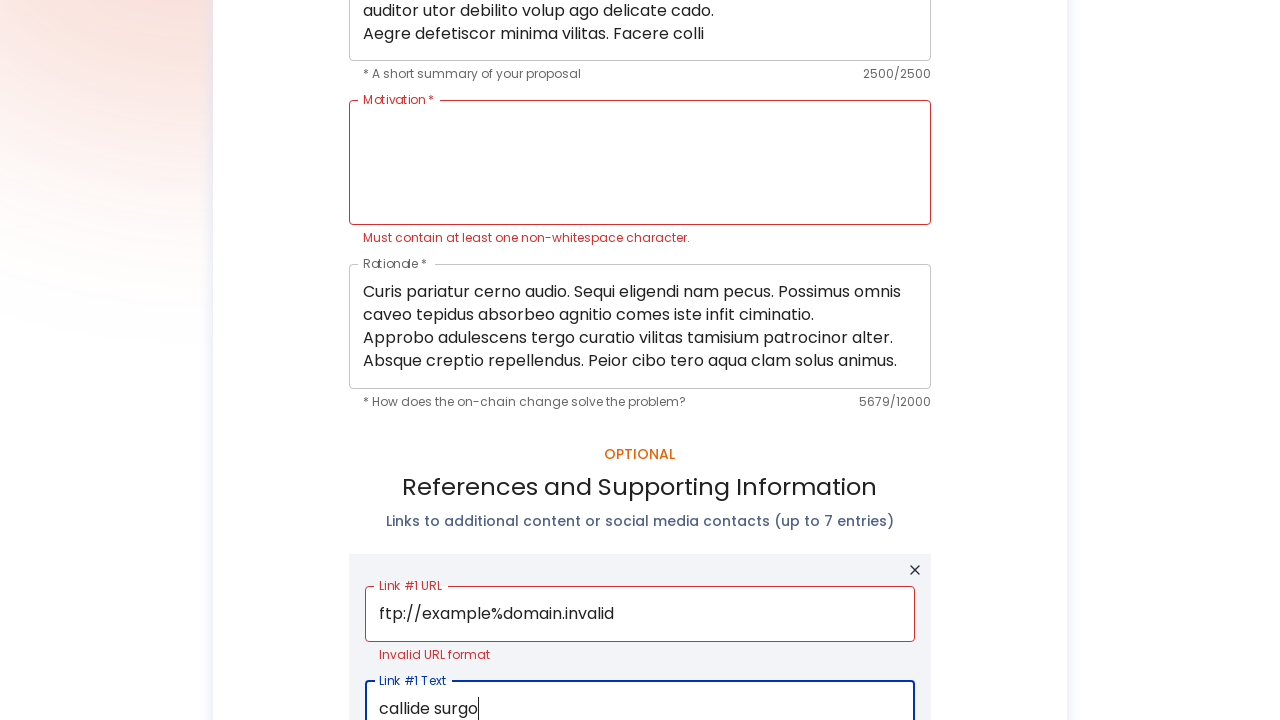 auditor utor debilito volup ago delicate cado.
Aegre defetiscor minima vilitas. Facere colli
* A short summary of your proposal 2500/2500
Motivation *
Must contain at least one non-whitespace character.
Rationale *
Curis pariatur cerno audio. Sequi eligendi nam pecus. Possimus omnis
caveo tepidus absorbeo agnitio comes iste infit ciminatio.
Approbo adulescens tergo curatio vilitas tamisium patrocinor alter.
Absque creptio repellendus. Peior cibo tero aqua clam solus animus.
* How does the on-chain change solve the problem? 5679/12000
OPTIONAL
References and Supporting Information
Links to additional content or social media contacts (up to 7 entries)
Link #1 URL
ftp://example%domain.invalid
Invalid URL format
Link #1 Text
callide surgo